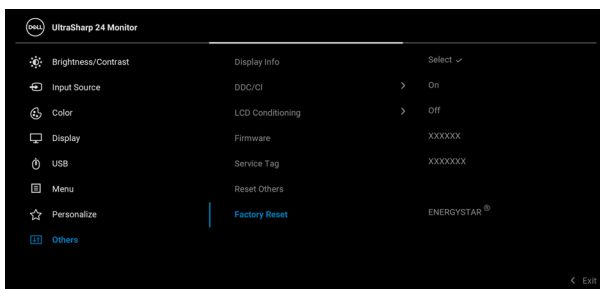 DELL UltraSharp 24 Monitor
Brightness/Contrast Display Info Select ✓
Input Source DDC/CI > On
Color LCD Conditioning > Off
Display Firmware XXXXXX
USB Service Tag XXXXXXX
Menu Reset Others
Personalize Factory Reset ENERGYSTAR ®
Others
< Exit